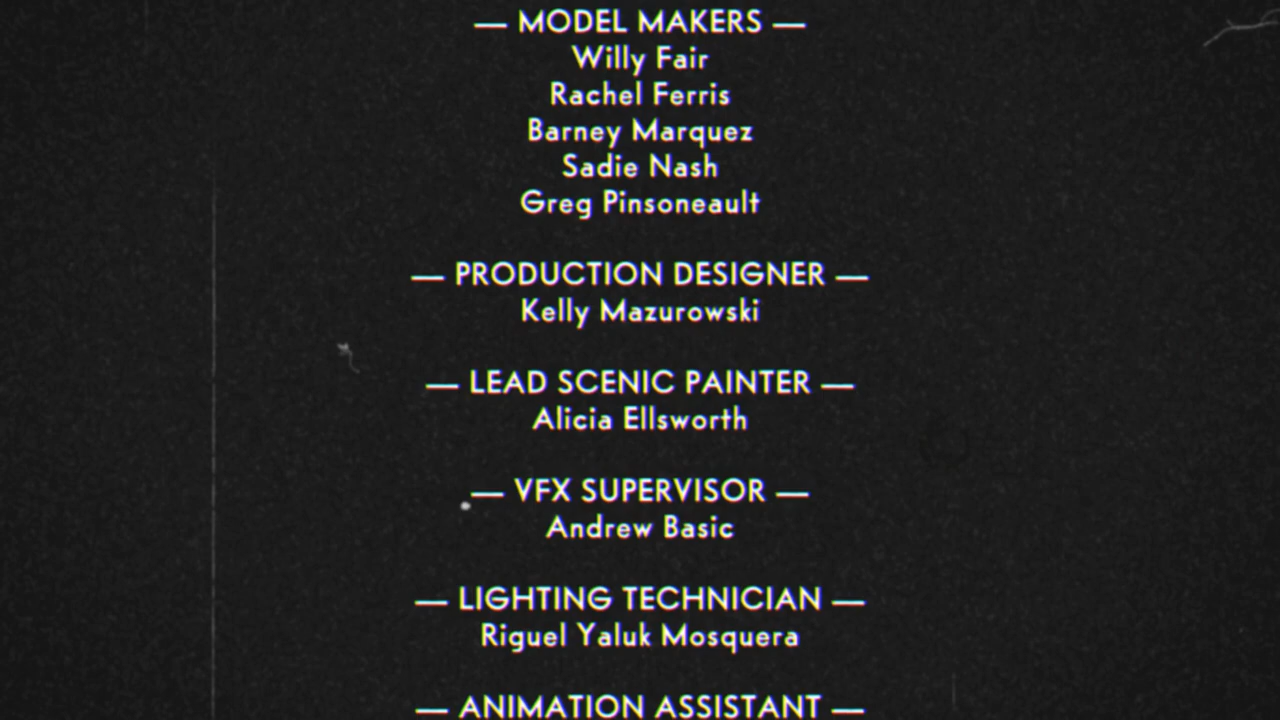 — MODEL MAKERS —
Willy Fair
Rachel Ferris
Barney Marquez
Sadie Nash
Greg Pinsoneault
— PRODUCTION DESIGNER —
Kelly Mazurowski
— LEAD SCENIC PAINTER —
Alicia Ellsworth
— VFX SUPERVISOR —
Andrew Basic
— LIGHTING TECHNICIAN —
Riguel Yaluk Mosquera
— ANIMATION ASSISTANT —